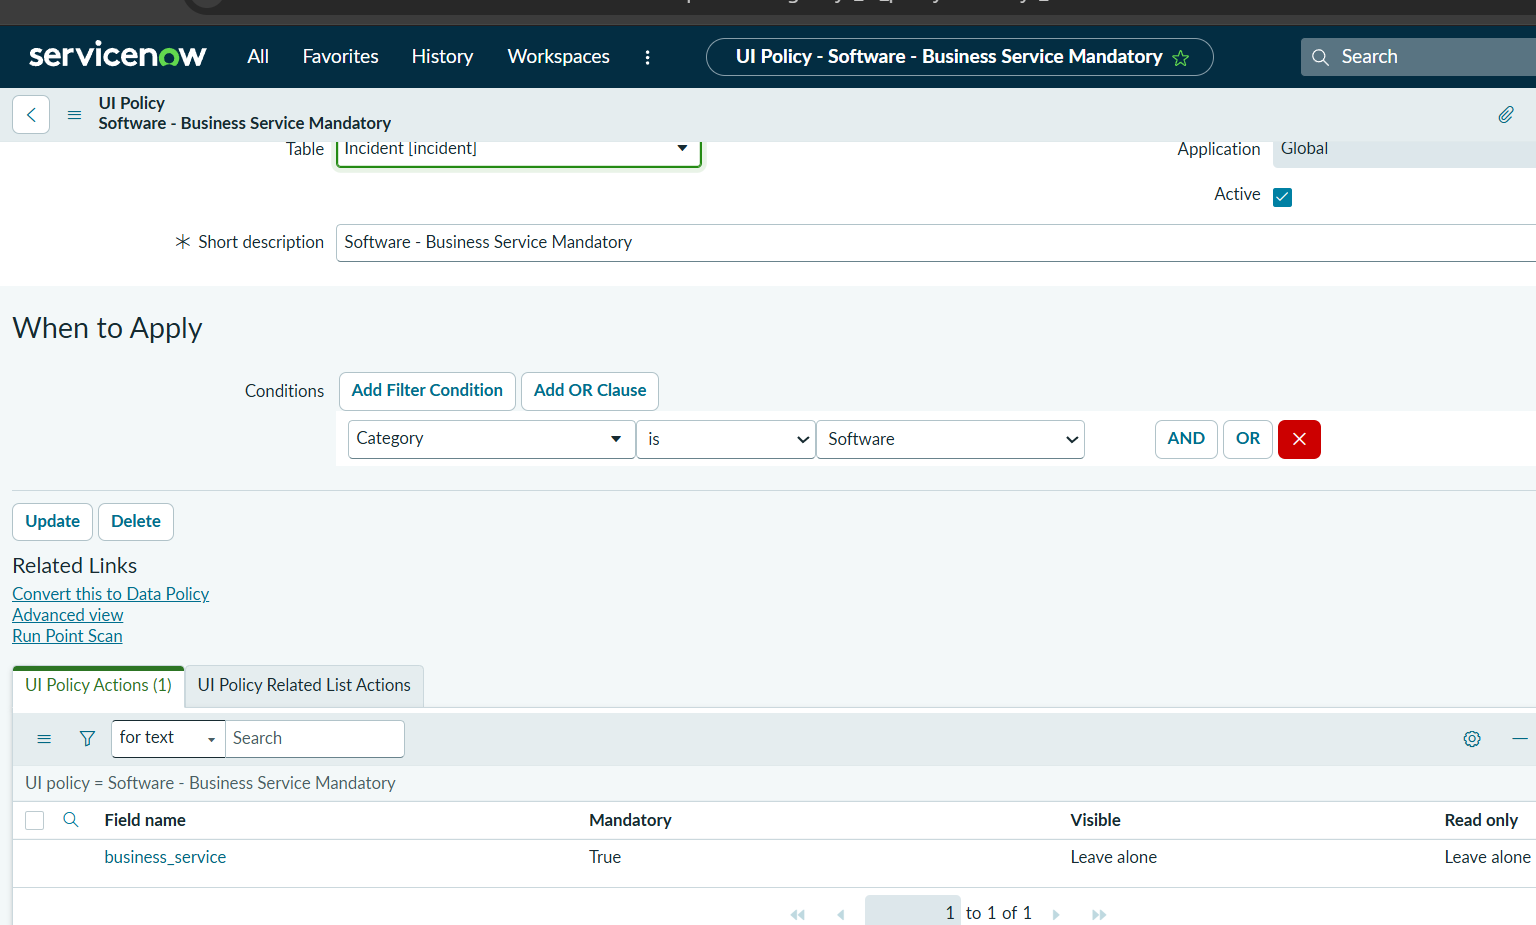 servicenow All Favorites History Workspaces UI Policy - Software - Business Service Mandatory Search
UI Policy
Software - Business Service Mandatory
Table Incident [incident] Application Global
Active
Short description Software - Business Service Mandatory
When to Apply
Conditions Add Filter Condition Add OR Clause
Category is Software AND OR
Update Delete
Related Links
Convert this to Data Policy
Advanced view
Run Point Scan
UI Policy Actions (1) UI Policy Related List Actions
for text Search
UI policy = Software - Business Service Mandatory
Field name Mandatory Visible Read only
business_service True Leave alone Leave alone
1 to 1 of 1